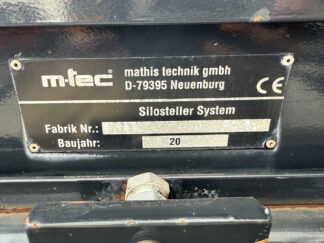 m-tec mathis technik gmbh
D-79395 Neuenburg
CE
Silosteller System
Fabrik Nr.:
Baujahr: 20